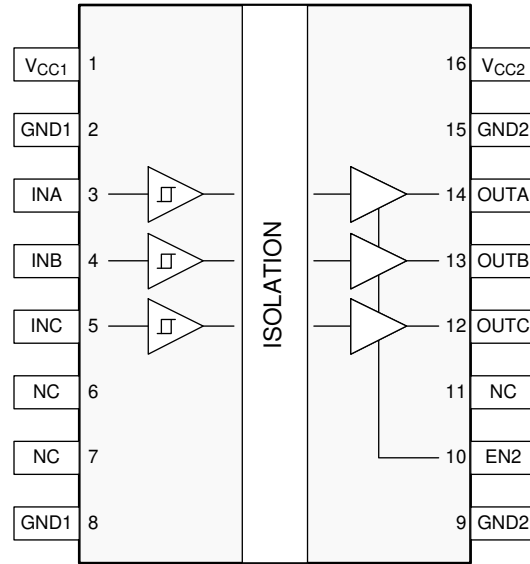 VCC1 1 16 VCC2
GND1 2 15 GND2
INA 3 14 OUTA
INB 4 13 OUTB
INC 5 12 OUTC
NC 6 11 NC
NC 7 10 EN2
GND1 8 9 GND2
ISOLATION